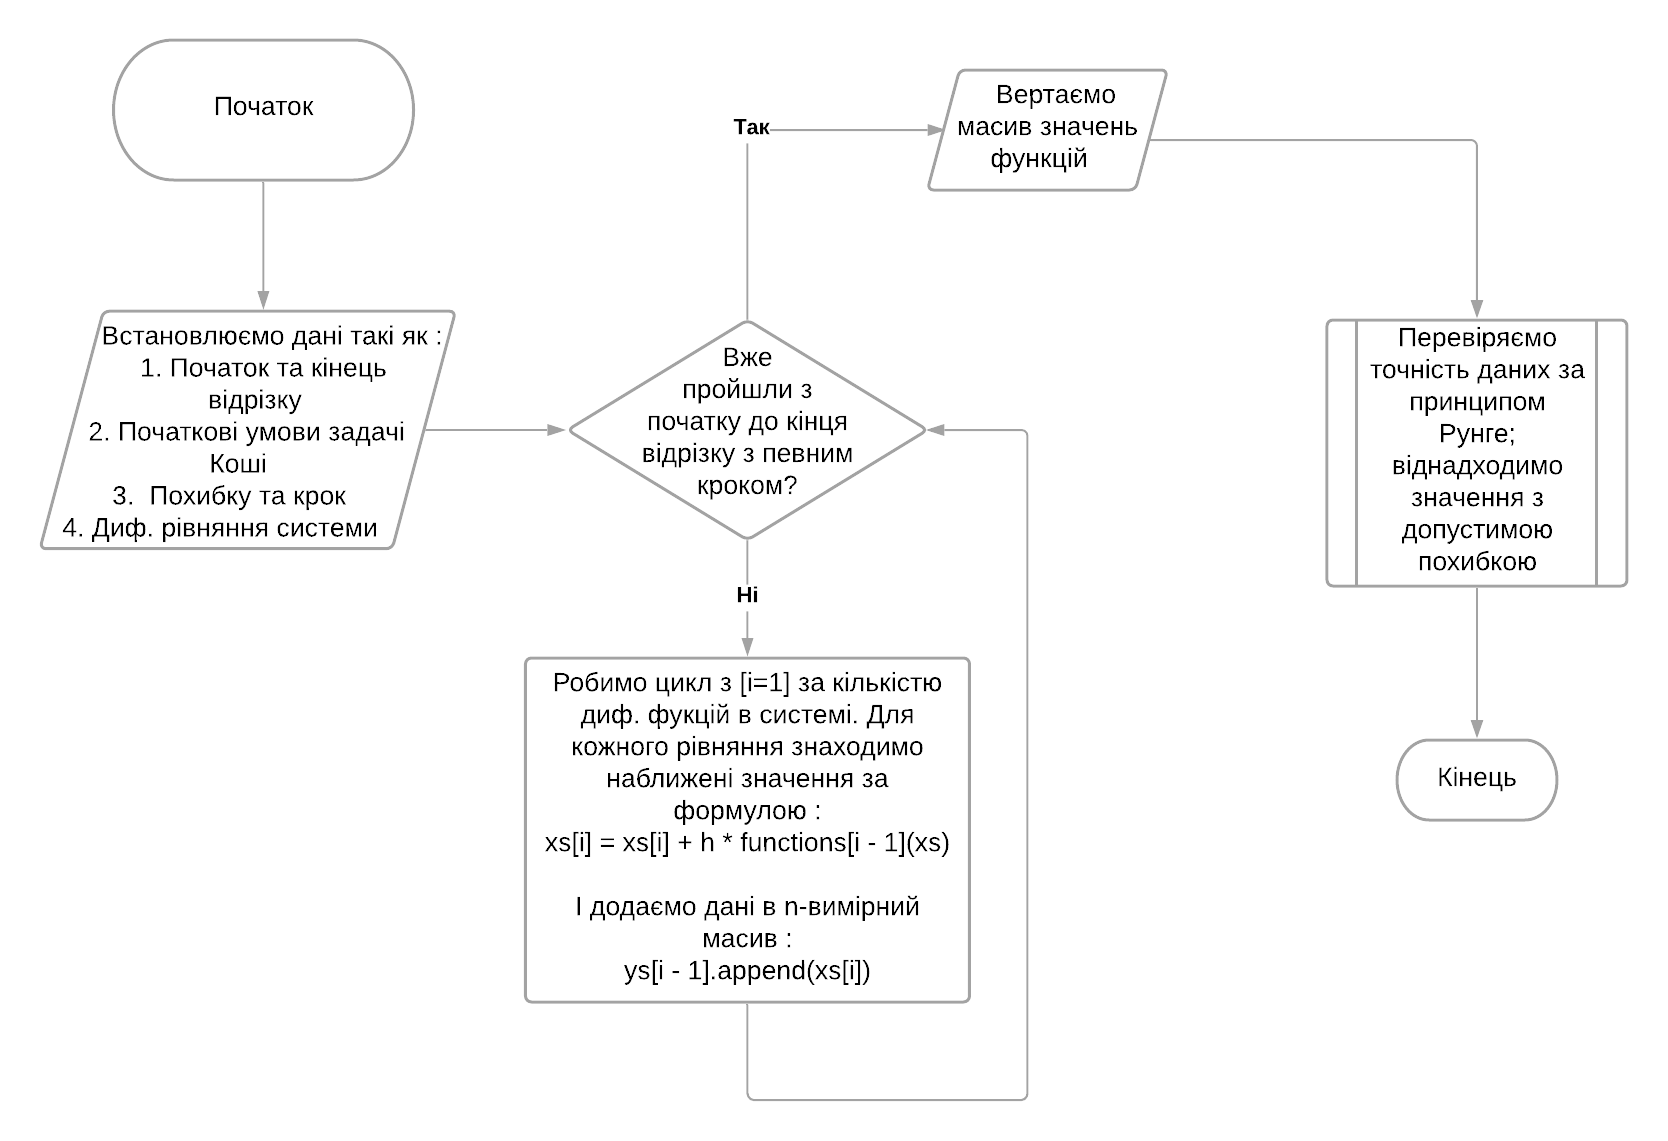 Початок
Встановлюємо дані такі як :
1. Початок та кінець
відрізку
2. Початкові умови задачі
Коші
3.  Похибку та крок
4. Диф. рівняння системи
Вже
пройшли з
початку до кінця
відрізку з певним
кроком?
Так
Вертаємо
масив значень
функцій
Ні
Робимо цикл з [i=1] за кількістю
диф. фукцій в системі. Для
кожного рівняння знаходимо
наближені значення за
формулою :
xs[i] = xs[i] + h * functions[i - 1](xs)
І додаємо дані в n-вимірний
масив :
ys[i - 1].append(xs[i])
Перевіряємо
точність даних за
принципом
Рунге;
віднадходимо
значення з
допустимою
похибкою
Кінець